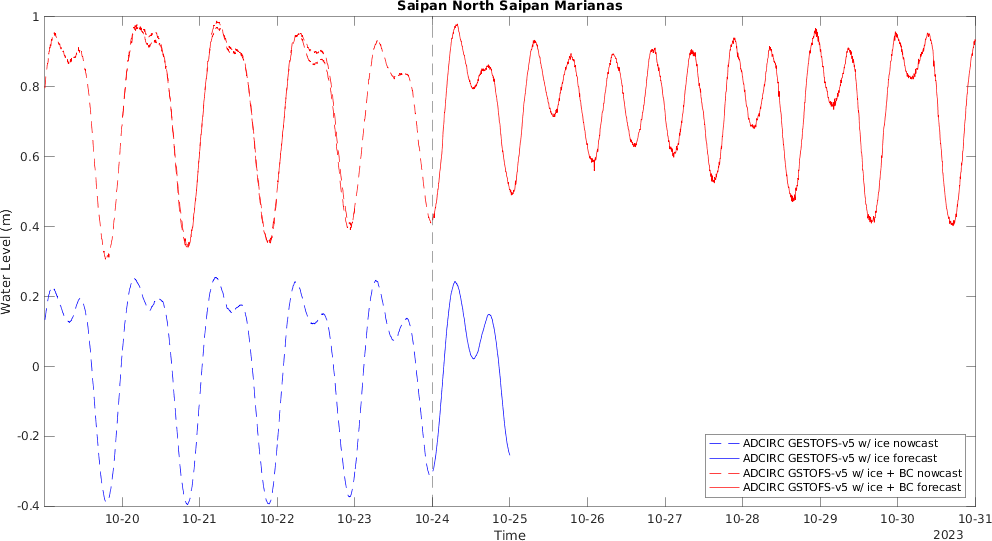 Saipan North Saipan Marianas
Water Level (m)
1
0.8
0.6
0.4
0.2
0
-0.2
-0.4
ADCIRC GESTOFS-v5 w/ ice nowcast
ADCIRC GESTOFS-v5 w/ ice forecast
ADCIRC GSTOFS-v5 w/ ice + BC nowcast
ADCIRC GSTOFS-v5 w/ ice + BC forecast
10-20 10-21 10-22 10-23 10-24 10-25 10-26 10-27 10-28 10-29 10-30 10-31
Time
2023